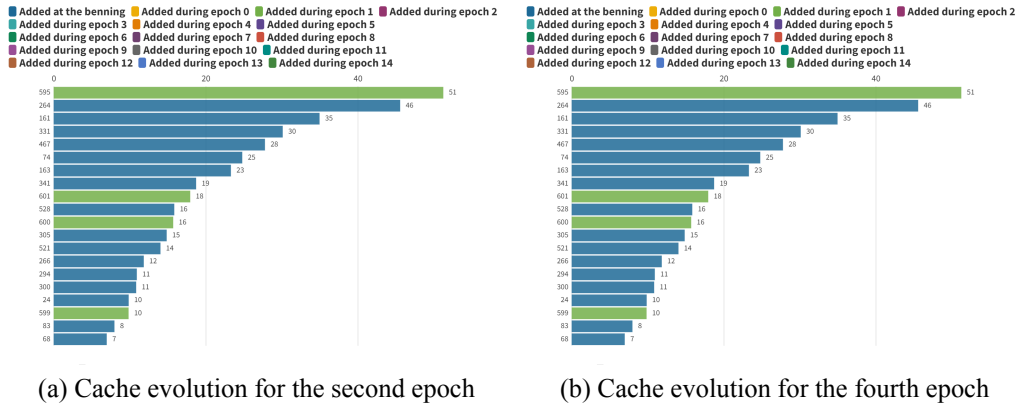 Added at the benning Added during epoch 0 Added during epoch 1 Added during epoch 2
Added during epoch 3 Added during epoch 4 Added during epoch 5
Added during epoch 6 Added during epoch 7 Added during epoch 8
Added during epoch 9 Added during epoch 10 Added during epoch 11
Added during epoch 12 Added during epoch 13 Added during epoch 14
0 20 40
595 51
264 46
161 35
331 30
467 28
74 25
163 23
341 19
601 18
528 16
600 16
305 15
521 14
266 12
294 11
300 11
24 10
599 10
83 8
68 7
(a) Cache evolution for the second epoch
Added at the benning Added during epoch 0 Added during epoch 1 Added during epoch 2
Added during epoch 3 Added during epoch 4 Added during epoch 5
Added during epoch 6 Added during epoch 7 Added during epoch 8
Added during epoch 9 Added during epoch 10 Added during epoch 11
Added during epoch 12 Added during epoch 13 Added during epoch 14
0 20 40
595 51
264 46
161 35
331 30
467 28
74 25
163 23
341 19
601 18
528 16
600 16
305 15
521 14
266 12
294 11
300 11
24 10
599 10
83 8
68 7
(b) Cache evolution for the fourth epoch